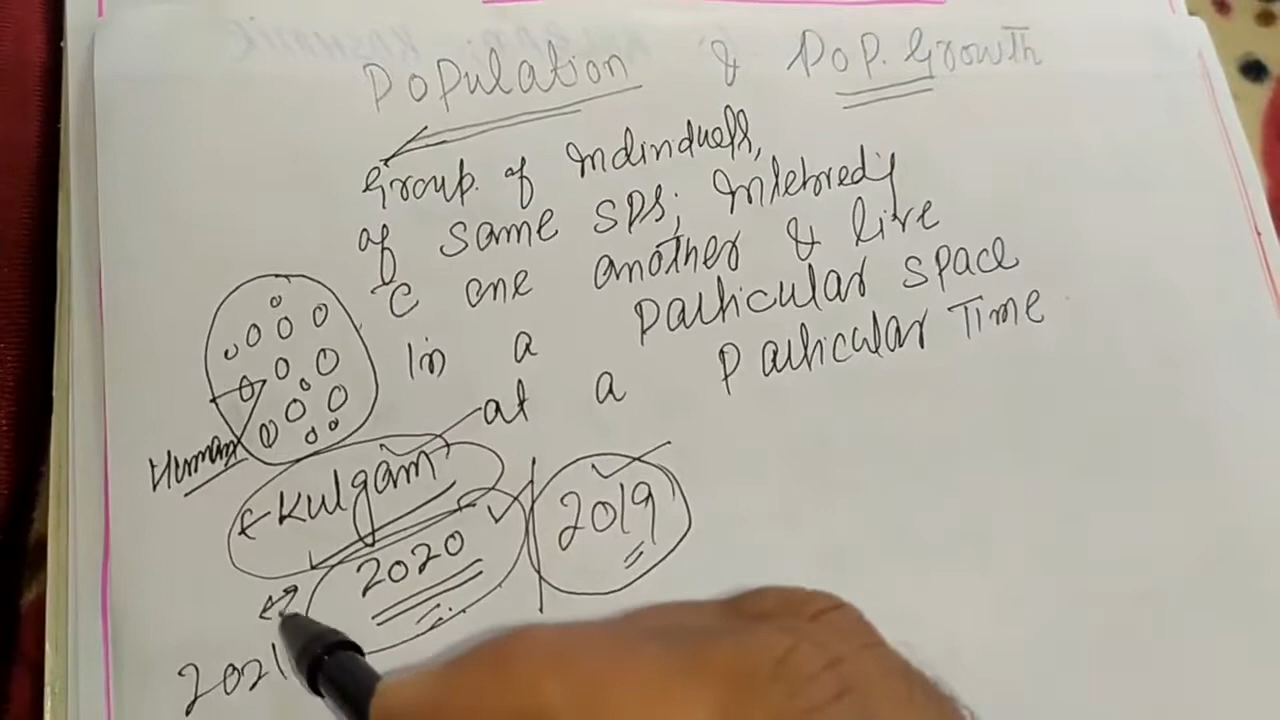 Population & Pop. Growth
Group. of Individuals,
of same SPS; Interbredig
C one another & live
in a particular space
at a Particular Time
Human
Kulgam
2020
2019
2021